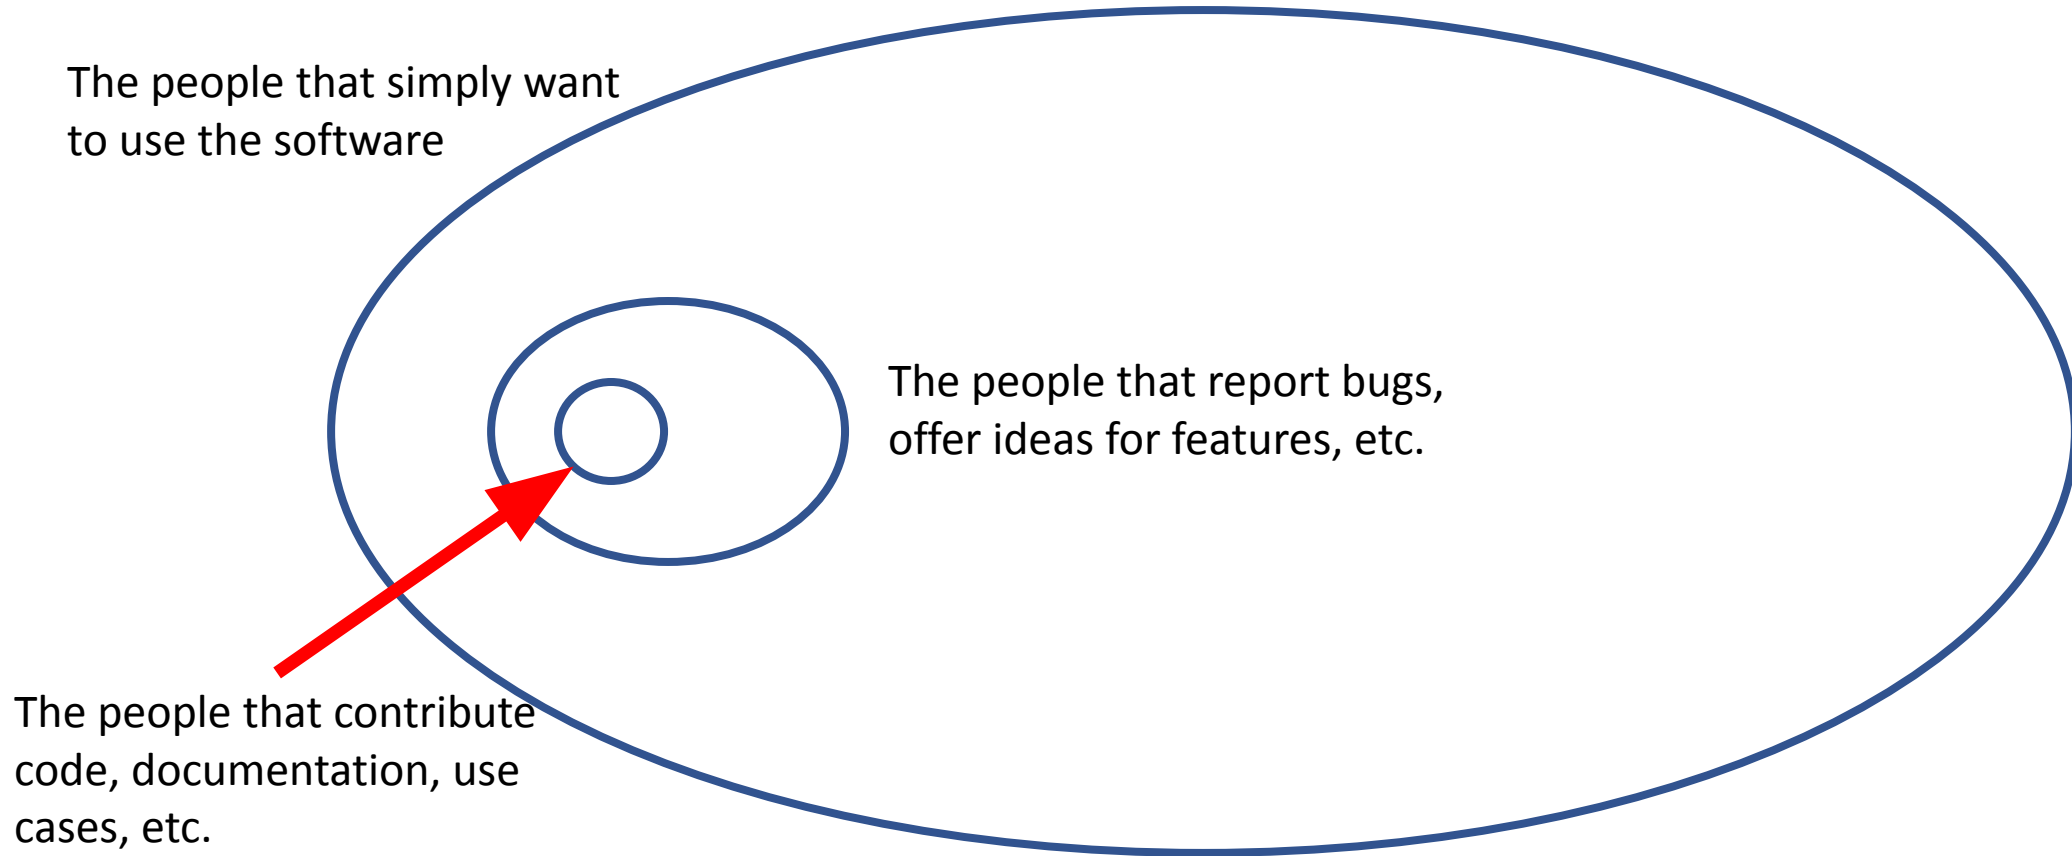 The people that simply want
to use the software
The people that report bugs,
offer ideas for features, etc.
The people that contribute
code, documentation, use
cases, etc.